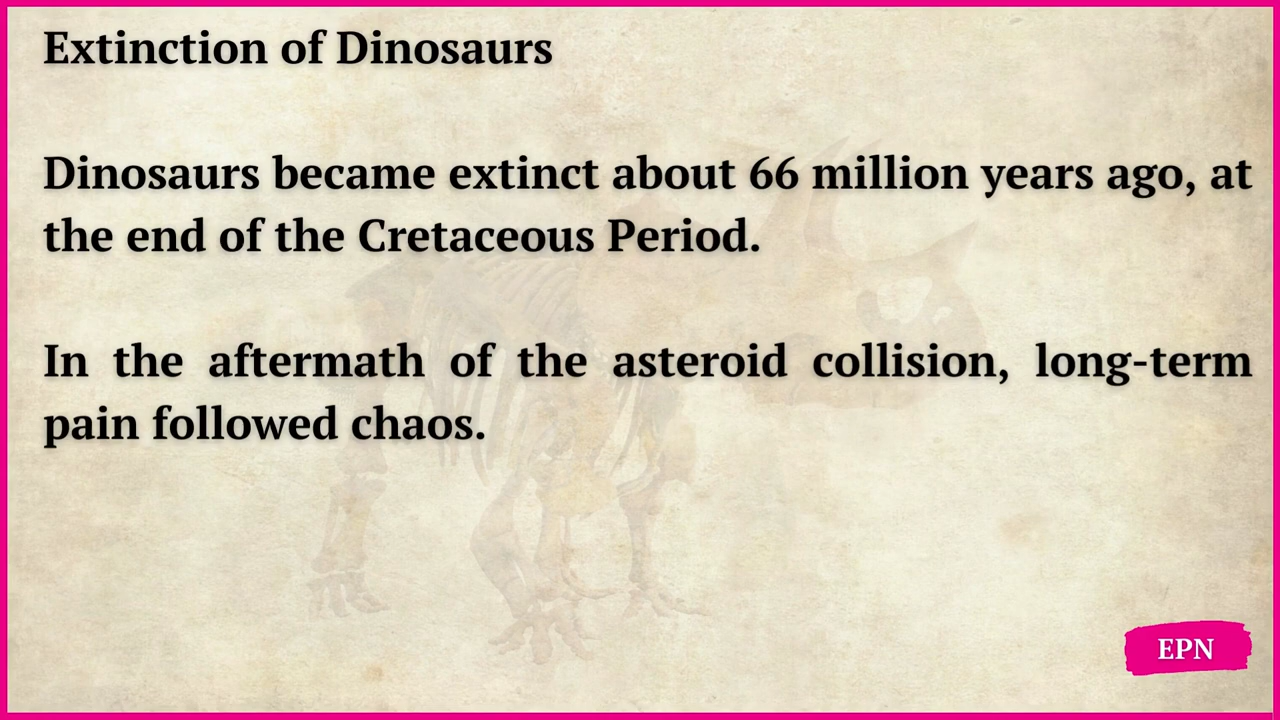 Extinction of Dinosaurs
Dinosaurs became extinct about 66 million years ago, at
the end of the Cretaceous Period.
In the aftermath of the asteroid collision, long-term
pain followed chaos.
EPN